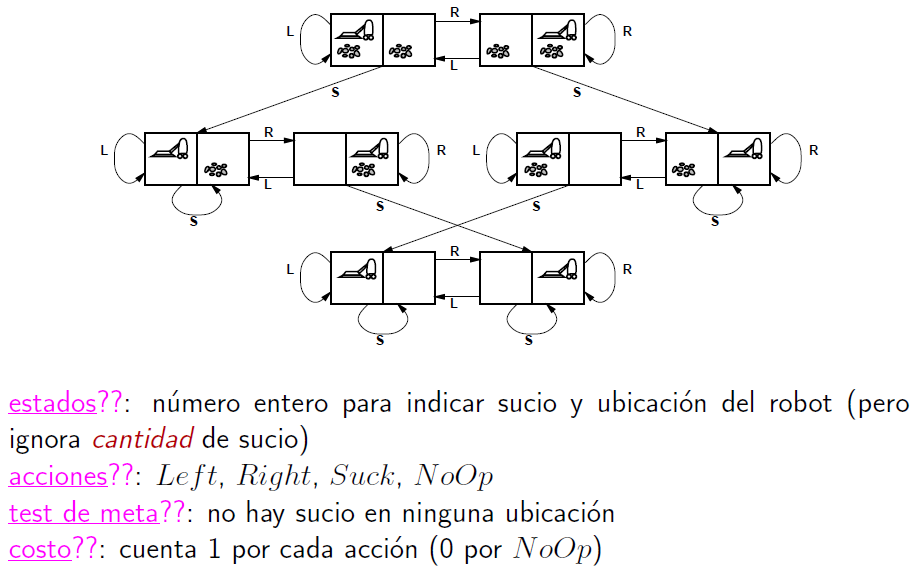 R
L
R
L
S
S
R
R
L
R
L
R
L
L
S
S
S
S
R
L
R
L
S
S
estados??: número entero para indicar sucio y ubicación del robot (pero
ignora cantidad de sucio)
acciones??: Left, Right, Suck, NoOp
test de meta??: no hay sucio en ninguna ubicación
costo??: cuenta 1 por cada acción (0 por NoOp)